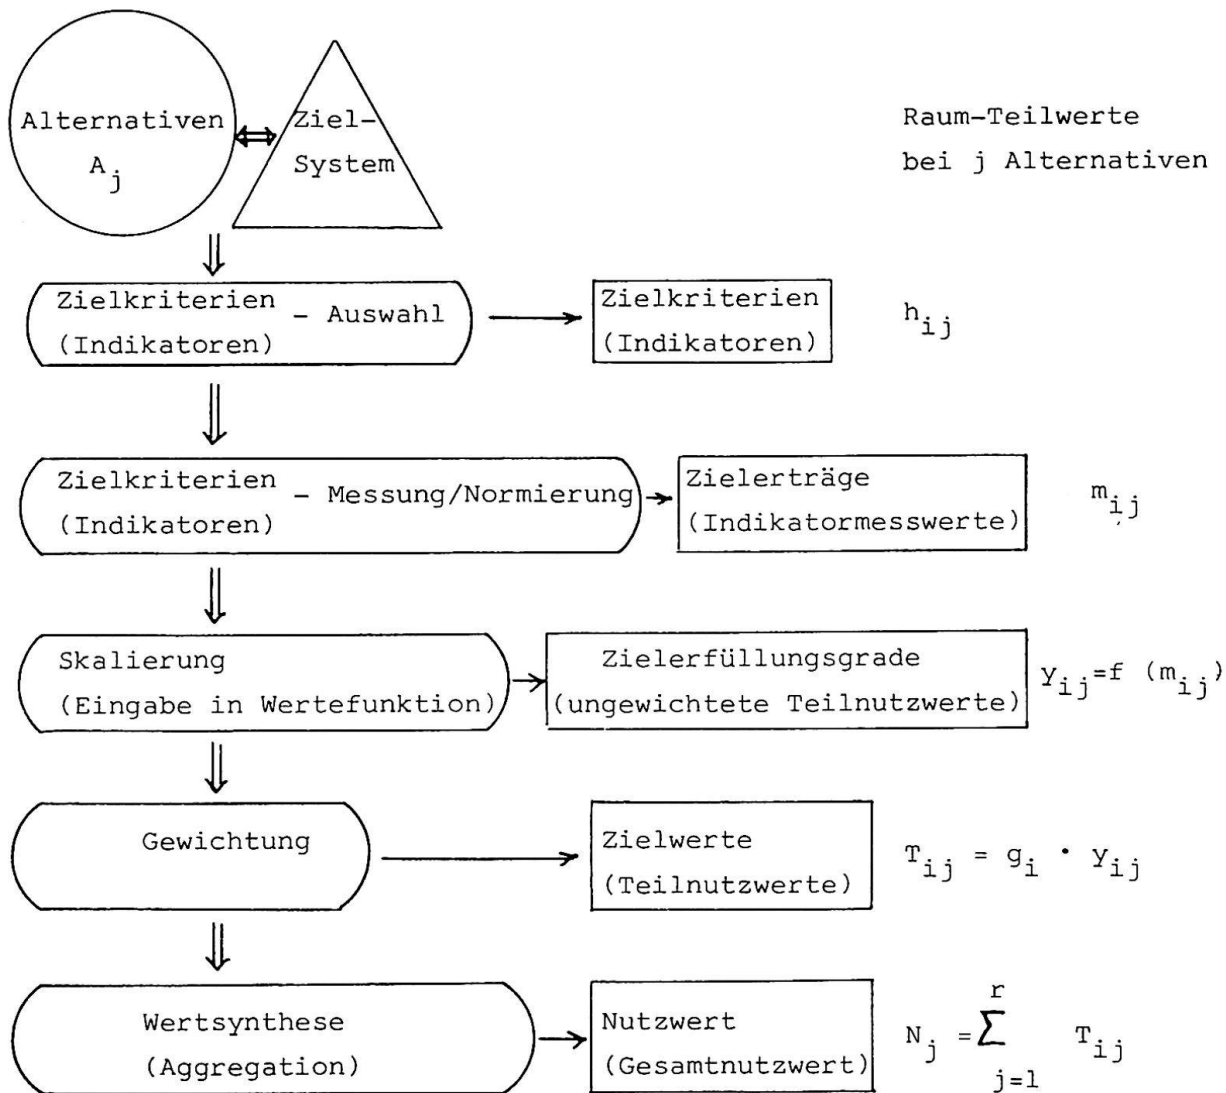 Alternativen
A_j
Ziel-
System
Raum-Teilwerte
bei j Alternativen
Zielkriterien
(Indikatoren)
- Auswahl
Zielkriterien
(Indikatoren)
h_ij
Zielkriterien
(Indikatoren)
- Messung/Normierung
Zielerträge
(Indikatormesswerte)
m_ij
Skalierung
(Eingabe in Wertefunktion)
Zielerfüllungsgrade
(ungewichtete Teilnutzwerte)
y_ij=f (m_ij)
Gewichtung
Zielwerte
(Teilnutzwerte)
T_ij = g_i · y_ij
Wertsynthese
(Aggregation)
Nutzwert
(Gesamtnutzwert)
r
N_j = Σ T_ij
j=1